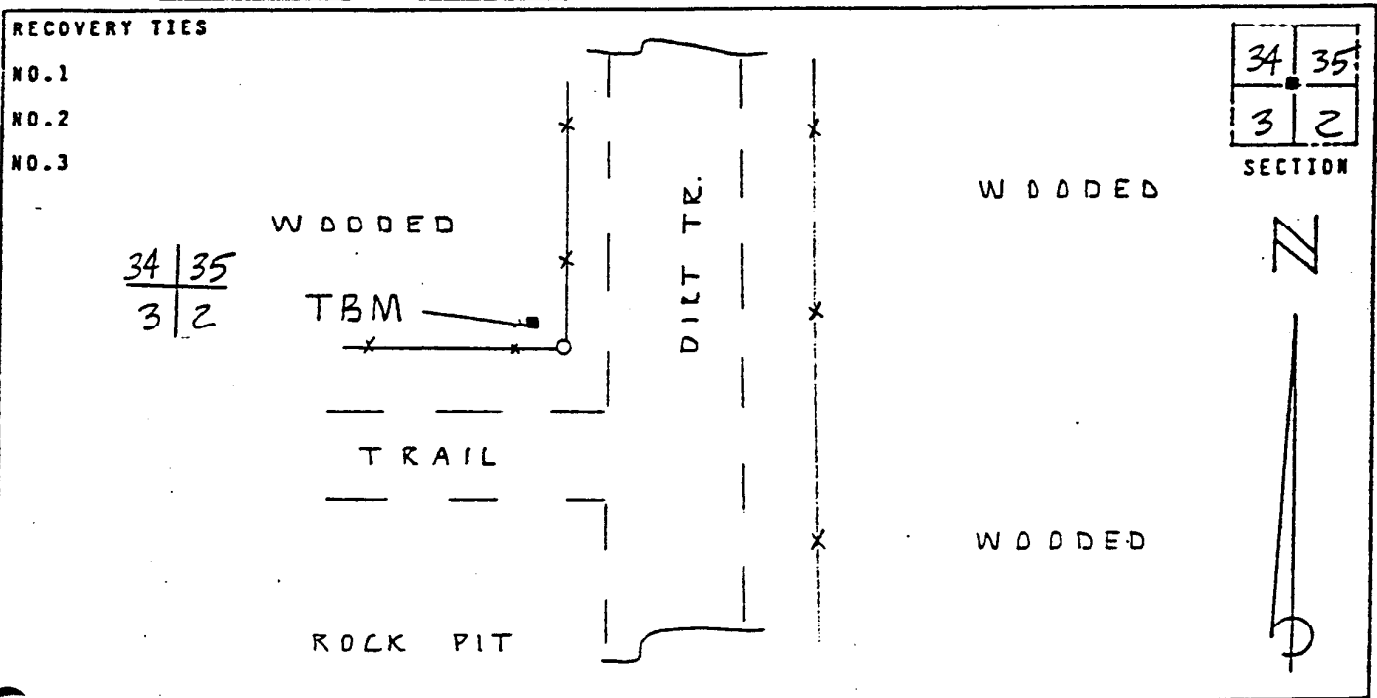 RECOVERY TIES
NO.1
NO.2
NO.3
34 35
3 2
SECTION
N
WOODED
WOODED
DIRT TR.
34 35
3 2
TBM
TRAIL
WOODED
ROCK PIT